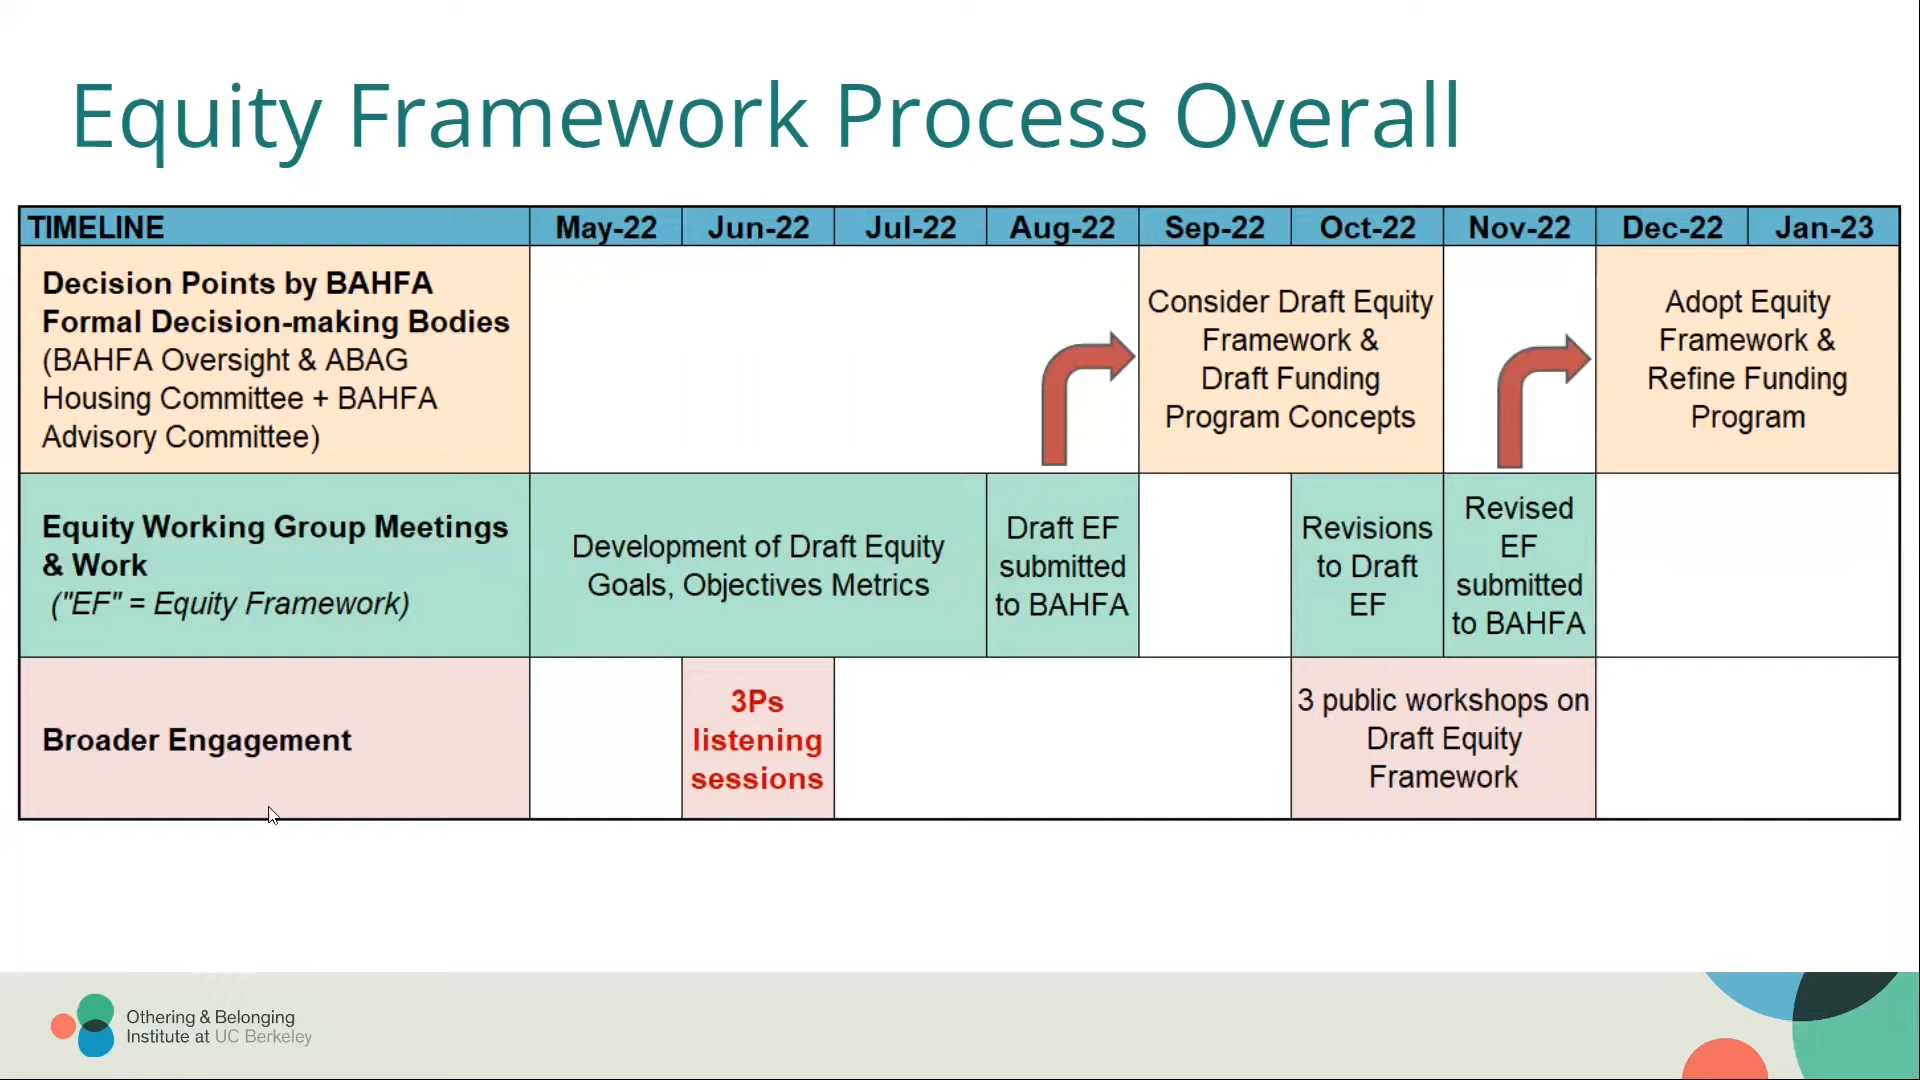 Equity Framework Process Overall
TIMELINE
May-22
Jun-22
Jul-22
Aug-22
Sep-22
Oct-22
Nov-22
Dec-22
Jan-23
Decision Points by BAHFA
Formal Decision-making Bodies
(BAHFA Oversight & ABAG
Housing Committee + BAHFA
Advisory Committee)
Consider Draft Equity
Framework &
Draft Funding
Program Concepts
Adopt Equity
Framework &
Refine Funding
Program
Equity Working Group Meetings
& Work
("EF" = Equity Framework)
Development of Draft Equity
Goals, Objectives Metrics
Draft EF
submitted
to BAHFA
Revisions
to Draft
EF
Revised
EF
submitted
to BAHFA
Broader Engagement
3Ps
listening
sessions
3 public workshops on
Draft Equity
Framework
Othering & Belonging
Institute at UC Berkeley